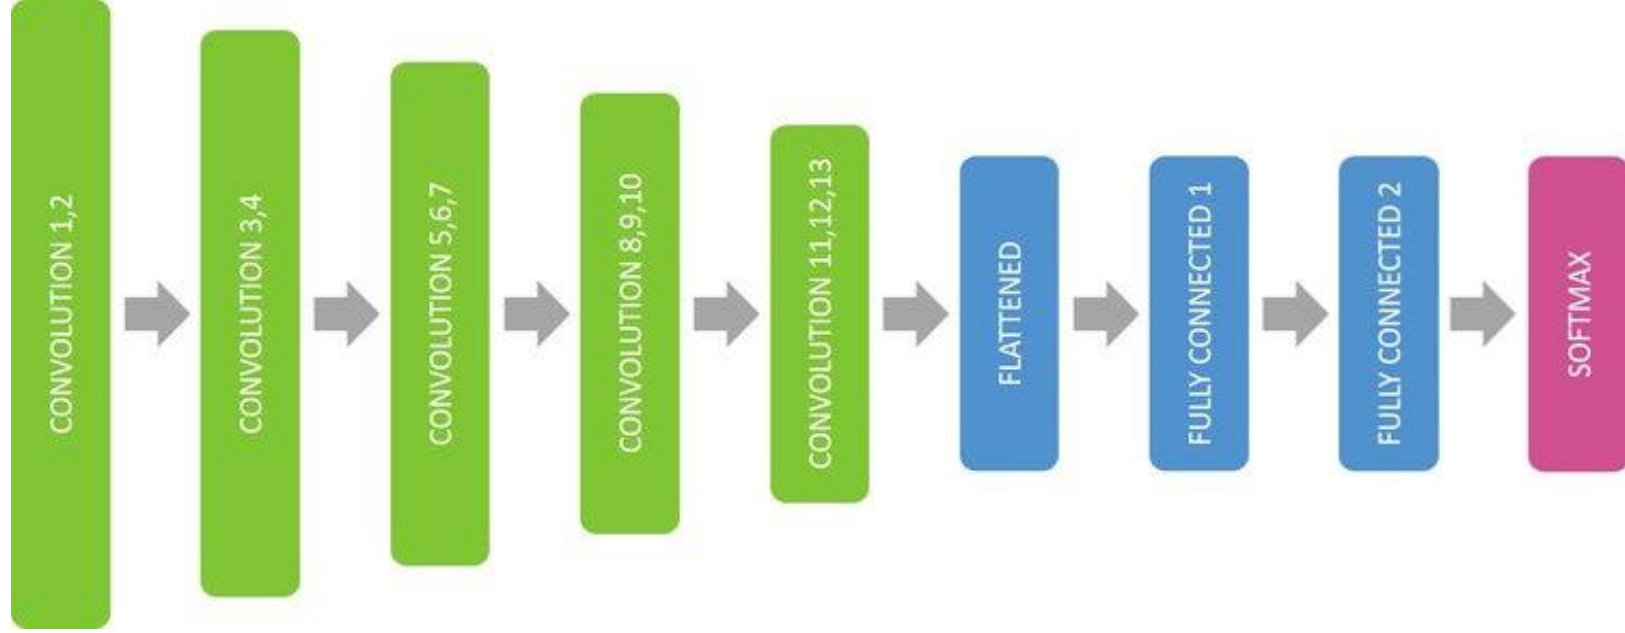 CONVOLUTION 1,2
CONVOLUTION 3,4
CONVOLUTION 5,6,7
CONVOLUTION 8,9,10
CONVOLUTION 11,12,13
FLATTENED
FULLY CONNECTED 1
FULLY CONNECTED 2
SOFTMAX